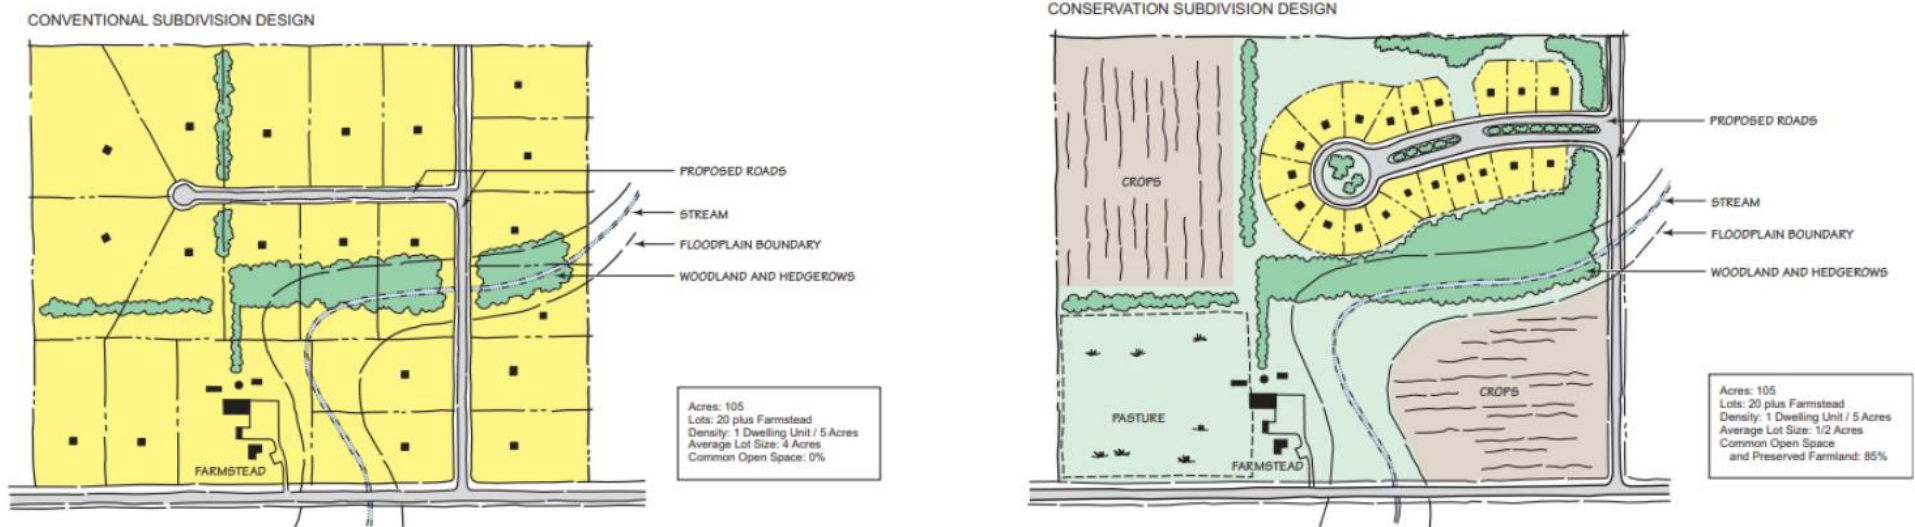 CONVENTIONAL SUBDIVISION DESIGN
PROPOSED ROADS
STREAM
FLOODPLAIN BOUNDARY
WOODLAND AND HEDGEROWS
FARMSTEAD
Acres: 105
Lots: 20 plus Farmstead
Density: 1 Dwelling Unit / 5 Acres
Average Lot Size: 4 Acres
Common Open Space: 0%
CONSERVATION SUBDIVISION DESIGN
PROPOSED ROADS
CROPS
STREAM
FLOODPLAIN BOUNDARY
WOODLAND AND HEDGEROWS
CROPS
PASTURE
FARMSTEAD
Acres: 105
Lots: 20 plus Farmstead
Density: 1 Dwelling Unit / 5 Acres
Average Lot Size: 1/2 Acres
Common Open Space
and Preserved Farmland: 85%